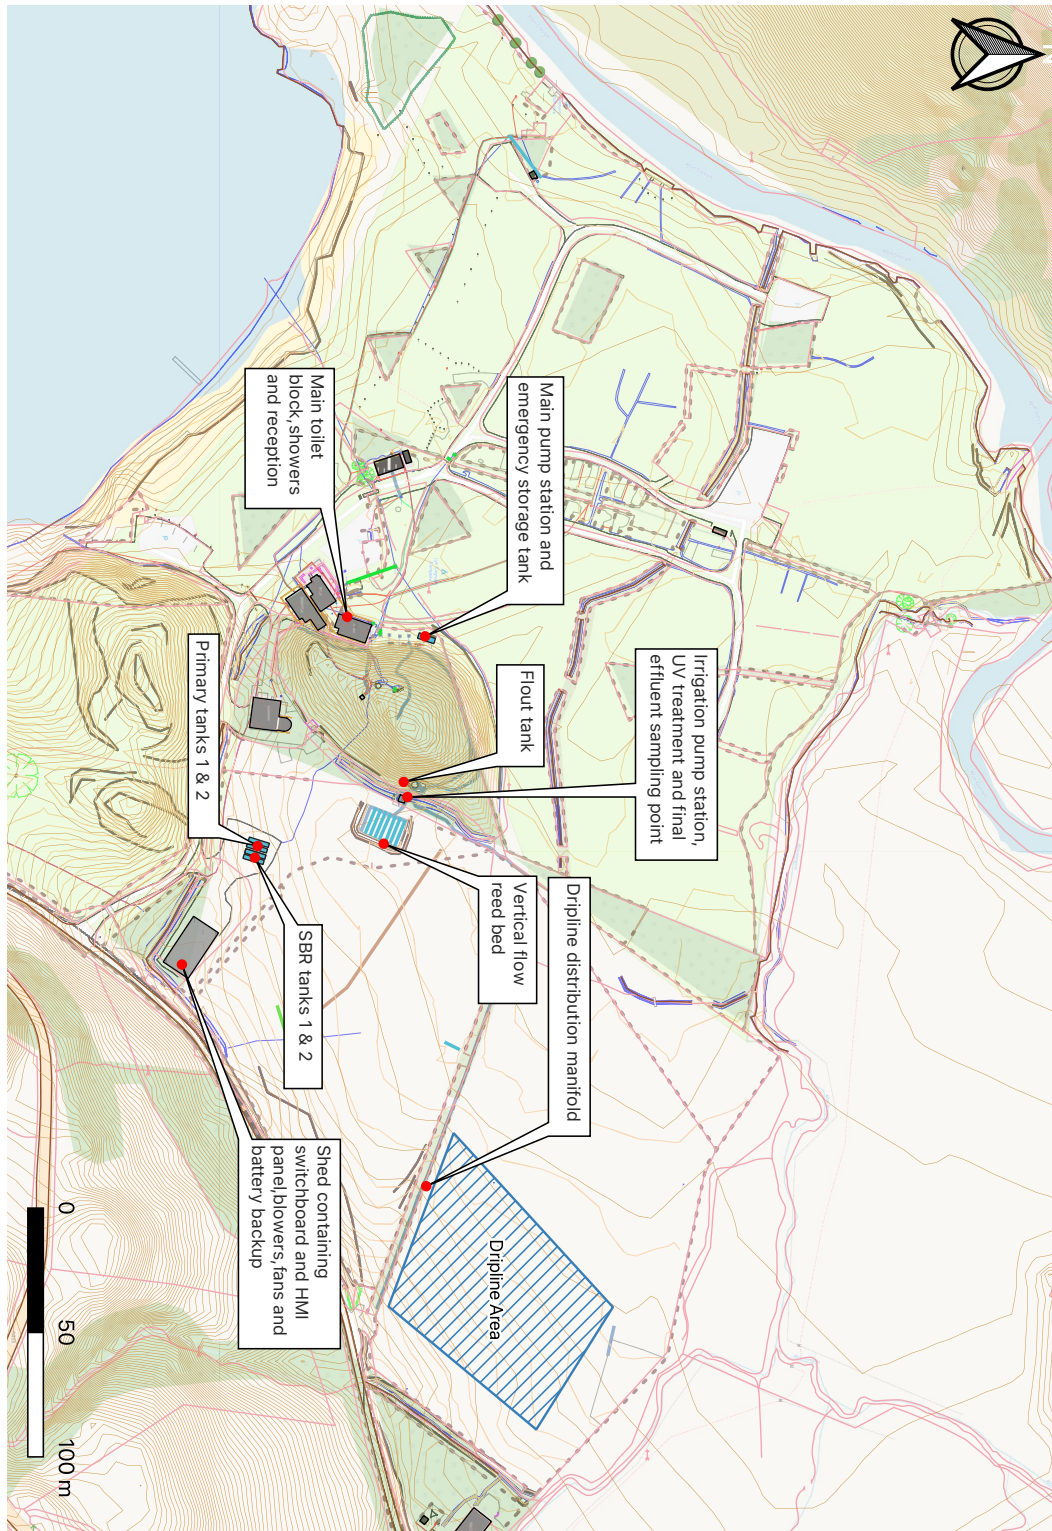 Main toilet
block, showers
and reception
Main pump station and
emergency storage tank
Irrigation pump station,
UV treatment and final
effluent sampling point
Flout tank
Primary tanks 1 & 2
Vertical flow
reed bed
Dripline distribution manifold
SBR tanks 1 & 2
Shed containing
switchboard and HMI
panel, blowers, fans and
battery backup
Dripline Area
0
50
100 m